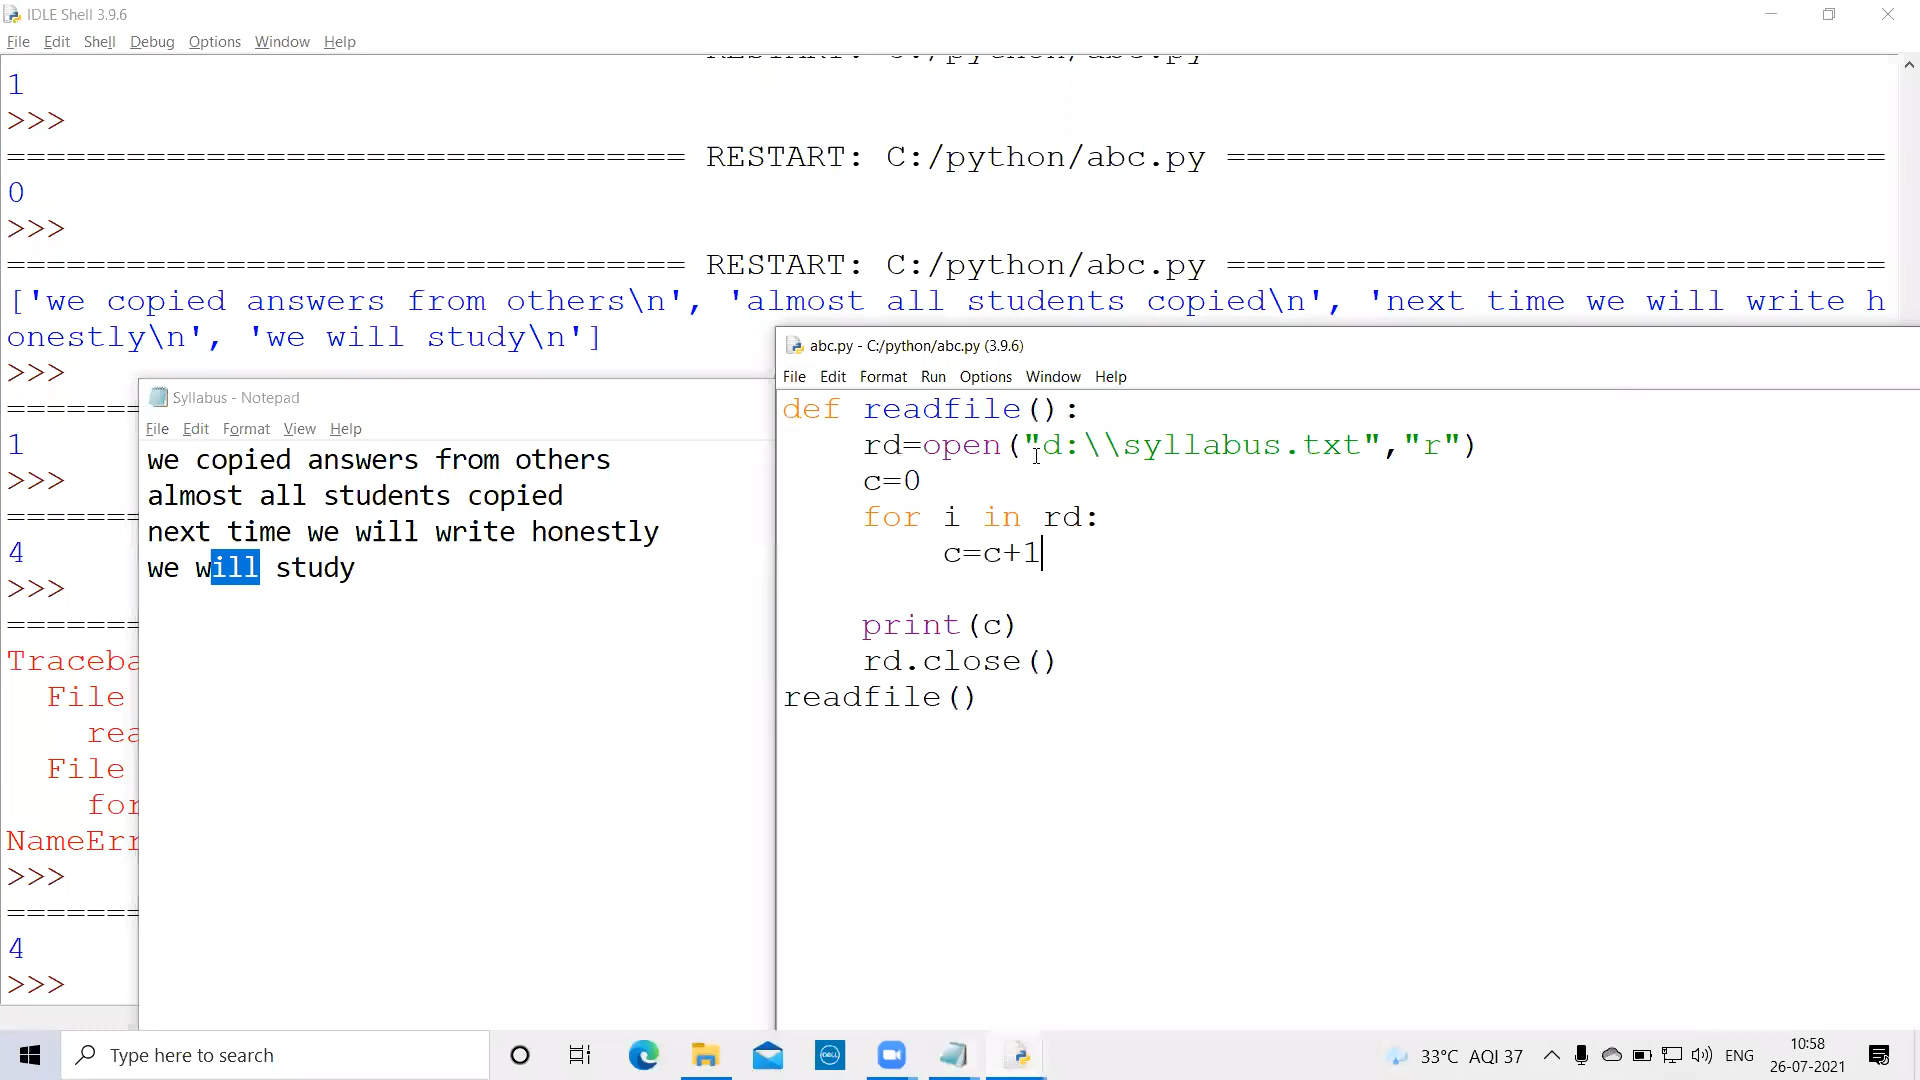 IDLE Shell 3.9.6
File Edit Shell Debug Options Window Help
RESTART: C:/python/abc.py
1
>>>
================================== RESTART: C:/python/abc.py =================================
0
>>>
================================== RESTART: C:/python/abc.py =================================
['we copied answers from others\n', 'almost all students copied\n', 'next time we will write h
onestly\n', 'we will study\n']
>>>
=======
1
>>>
=======
4
>>>
=======
Traceba
File
rea
File
for
NameErr
>>>
=======
4
>>>
Syllabus - Notepad
File Edit Format View Help
we copied answers from others
almost all students copied
next time we will write honestly
we will study
abc.py - C:/python/abc.py (3.9.6)
File Edit Format Run Options Window Help
def readfile():
rd=open("d:\\syllabus.txt","r")
c=0
for i in rd:
c=c+1
print(c)
rd.close()
readfile()
Type here to search
DELL
33°C AQI 37
ENG
10:58
26-07-2021